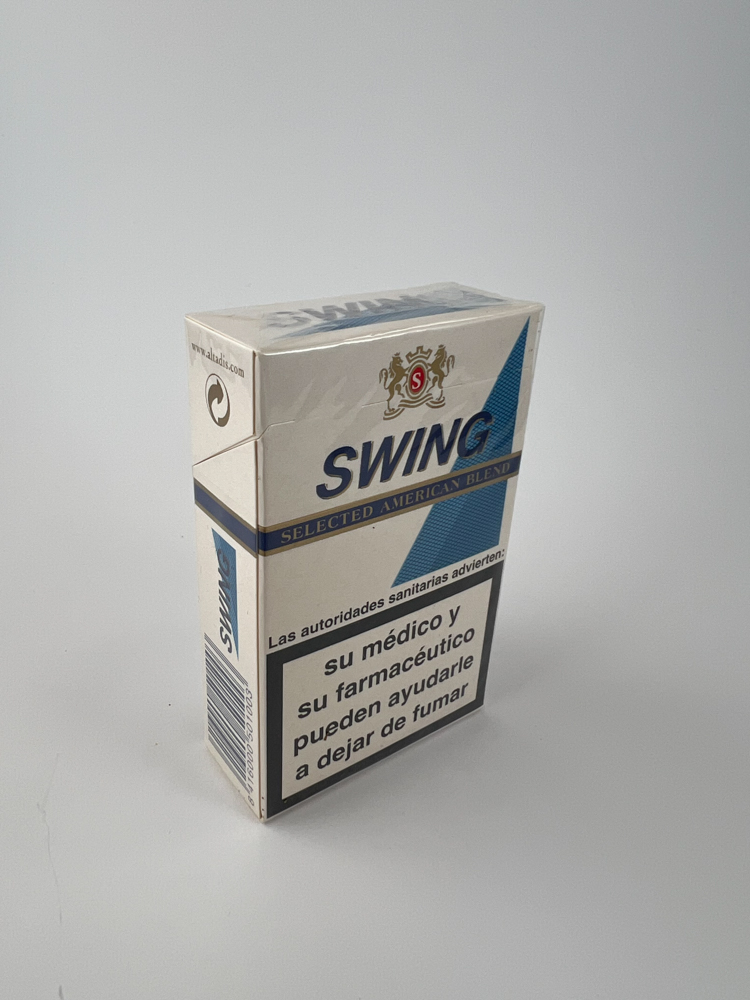 SWING
www.altadis.com
S
SWING
SELECTED AMERICAN BLEND
Las autoridades sanitarias advierten:
su médico y
su farmacéutico
pueden ayudarle
a dejar de fumar
SWING